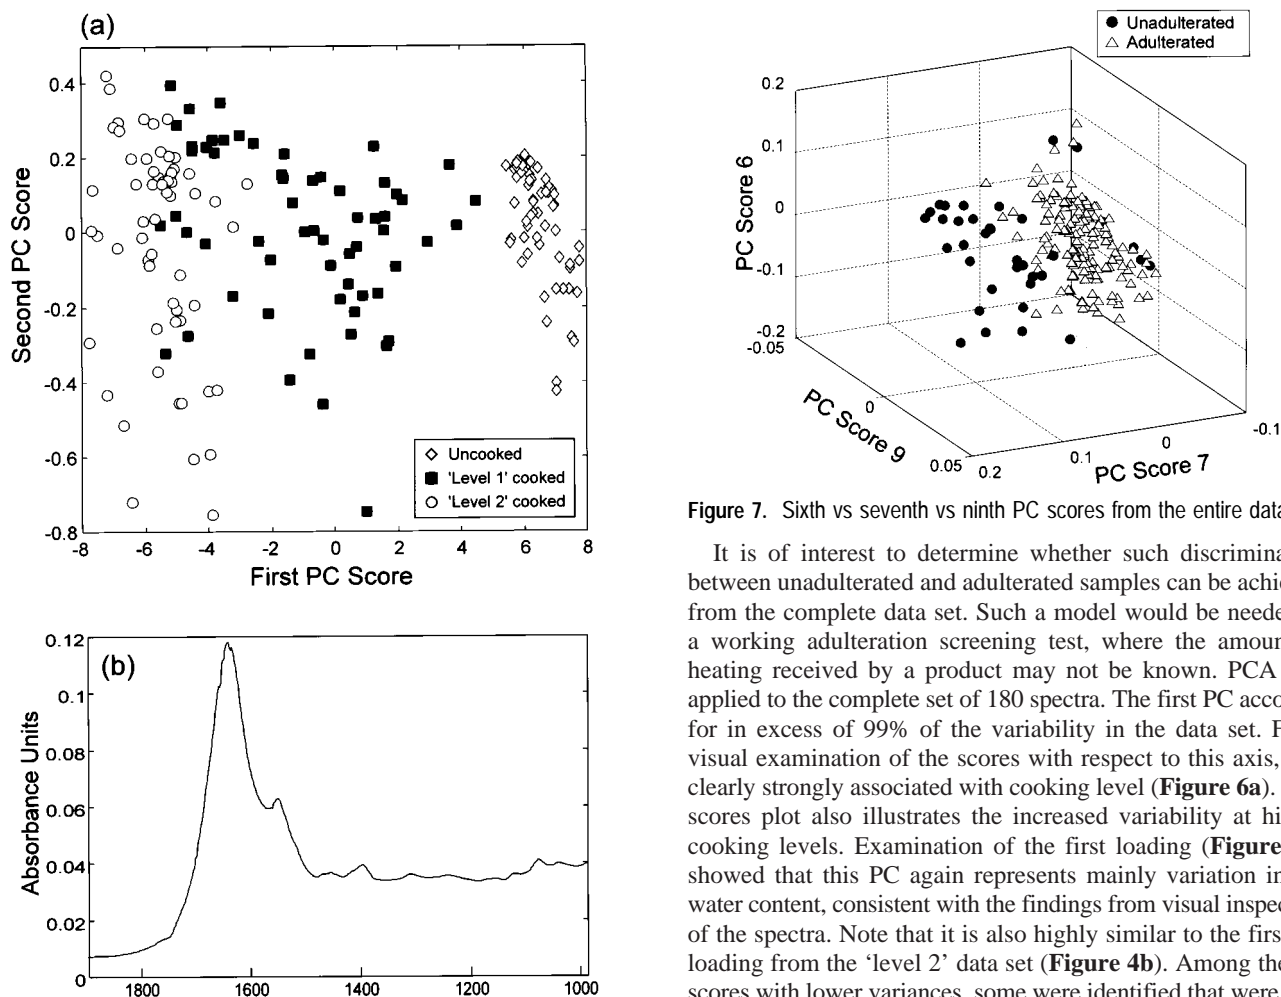 (a)
0.4
0.2
0
-0.2
-0.4
-0.6
-0.8
Second PC Score
Uncooked
'Level 1' cooked
'Level 2' cooked
-8 -6 -4 -2 0 2 4 6 8
First PC Score
(b)
0.12
0.1
0.08
0.06
0.04
0.02
0
Absorbance Units
1800 1600 1400 1200 1000
Unadulterated
Adulterated
0.2
0.1
0
-0.1
-0.2
PC Score 6
-0.05
0
0.05
PC Score 9
0.2
0.1
0
-0.1
PC Score 7
Figure 7. Sixth vs seventh vs ninth PC scores from the entire data
It is of interest to determine whether such discrimina
between unadulterated and adulterated samples can be achie
from the complete data set. Such a model would be neede
a working adulteration screening test, where the amoun
heating received by a product may not be known. PCA
applied to the complete set of 180 spectra. The first PC acco
for in excess of 99% of the variability in the data set. F
visual examination of the scores with respect to this axis,
clearly strongly associated with cooking level (Figure 6a).
scores plot also illustrates the increased variability at hi
cooking levels. Examination of the first loading (Figure
showed that this PC again represents mainly variation in
water content, consistent with the findings from visual inspec
of the spectra. Note that it is also highly similar to the first
loading from the 'level 2' data set (Figure 4b). Among the
scores with lower variances, some were identified that were